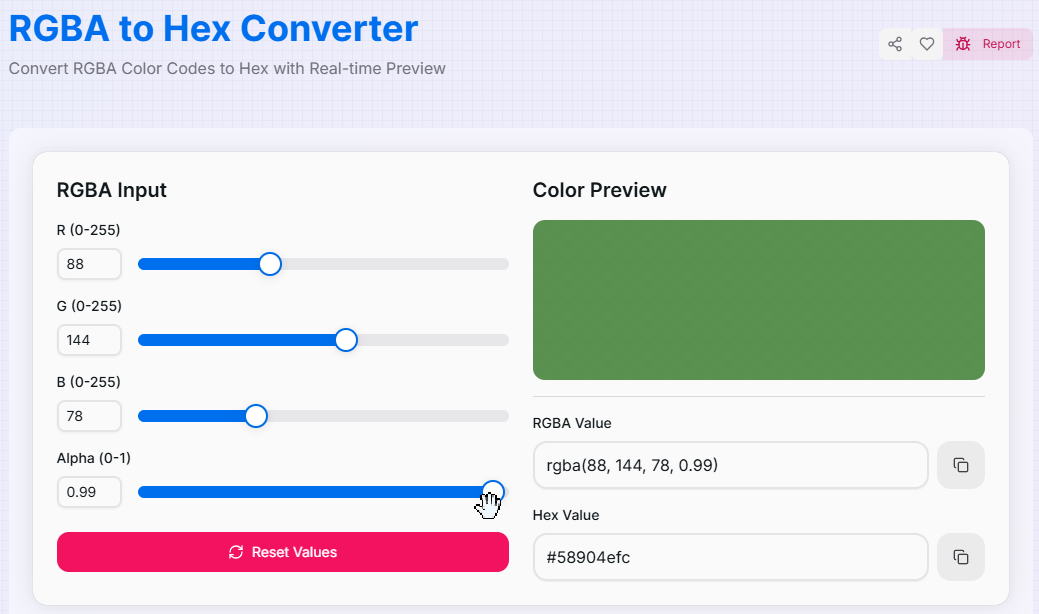 RGBA to Hex Converter
Convert RGBA Color Codes to Hex with Real-time Preview
Report
RGBA Input
R (0-255)
88
G (0-255)
144
B (0-255)
78
Alpha (0-1)
0.99
Reset Values
Color Preview
RGBA Value
rgba(88, 144, 78, 0.99)
Hex Value
#58904efc